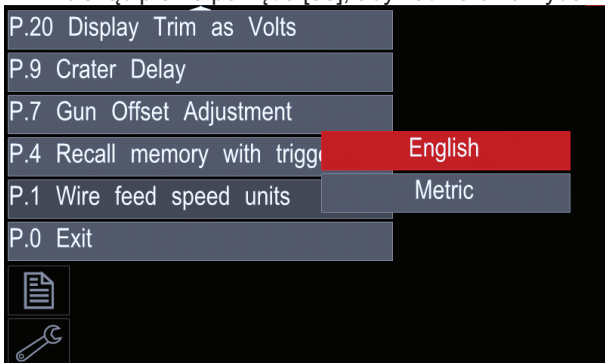 P.20 Display Trim as Volts
P.9 Crater Delay
P.7 Gun Offset Adjustment
P.4 Recall memory with trigge
English
P.1 Wire feed speed units
Metric
P.0 Exit